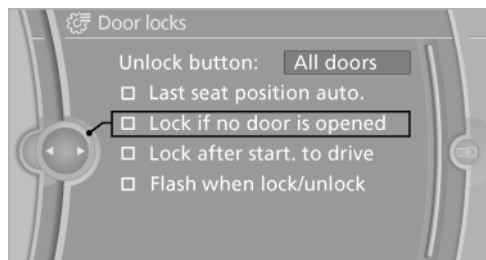 Door locks
Unlock button: All doors
Last seat position auto.
Lock if no door is opened
Lock after start. to drive
Flash when lock/unlock